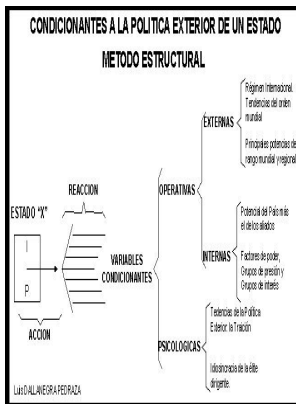 CONDICIONANTES A LA POLITICA EXTERIOR DE UN ESTADO
METODO ESTRUCTURAL
Régimen Internacional.
Tendencias del orden
mundial
EXTERNAS
Principales potencias de
rango mundial y regional
REACCION
OPERATIVAS
ESTADO "X"
I
P
ACCION
VARIABLES
CONDICIONANTES
Potencial del País más
el de los aliados
INTERNAS
Factores de poder,
Grupos de presión y
Grupos de interés
Tedencias de la Política
Exterior: la Traición
PSICOLOGICAS
Idiosincracia de la élite
dirigente.
Luis DALLANEGRA PEDRAZA